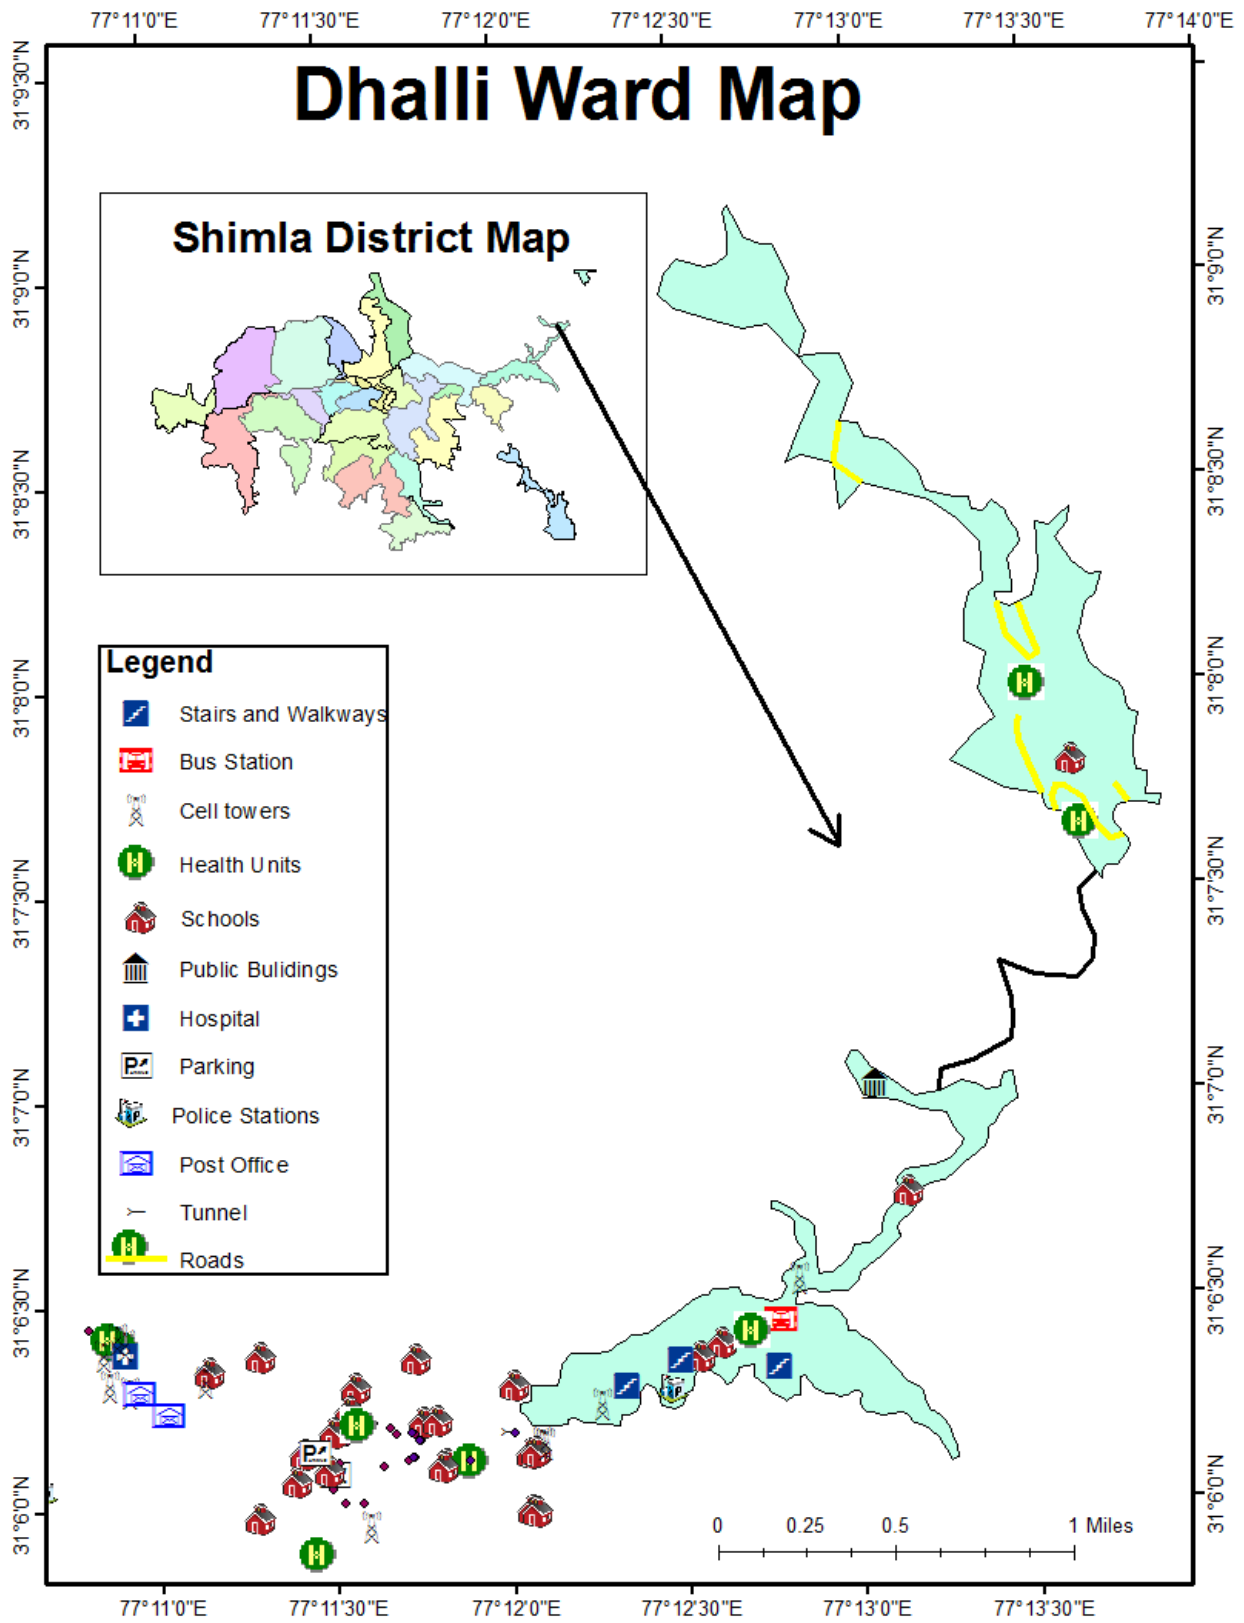 77°11'0"E 77°11'30"E 77°12'0"E 77°12'30"E 77°13'0"E 77°13'30"E 77°14'0"E
Dhalli Ward Map
Shimla District Map
31°9'30"N
31°9'0"N
31°8'30"N
31°8'0"N
31°7'30"N
31°7'0"N
31°6'30"N
31°6'0"N
Legend
Stairs and Walkways
Bus Station
Cell towers
H
Health Units
Schools
Public Bulidings
Hospital
P
Parking
P
Police Stations
Post Office
Tunnel
H
Roads
31°9'0"N
31°8'30"N
31°8'0"N
31°7'30"N
31°7'0"N
31°6'30"N
31°6'0"N
H
H
H
P
H
H
P
H
H
0 0.25 0.5 1 Miles
77°11'0"E 77°11'30"E 77°12'0"E 77°12'30"E 77°13'0"E 77°13'30"E